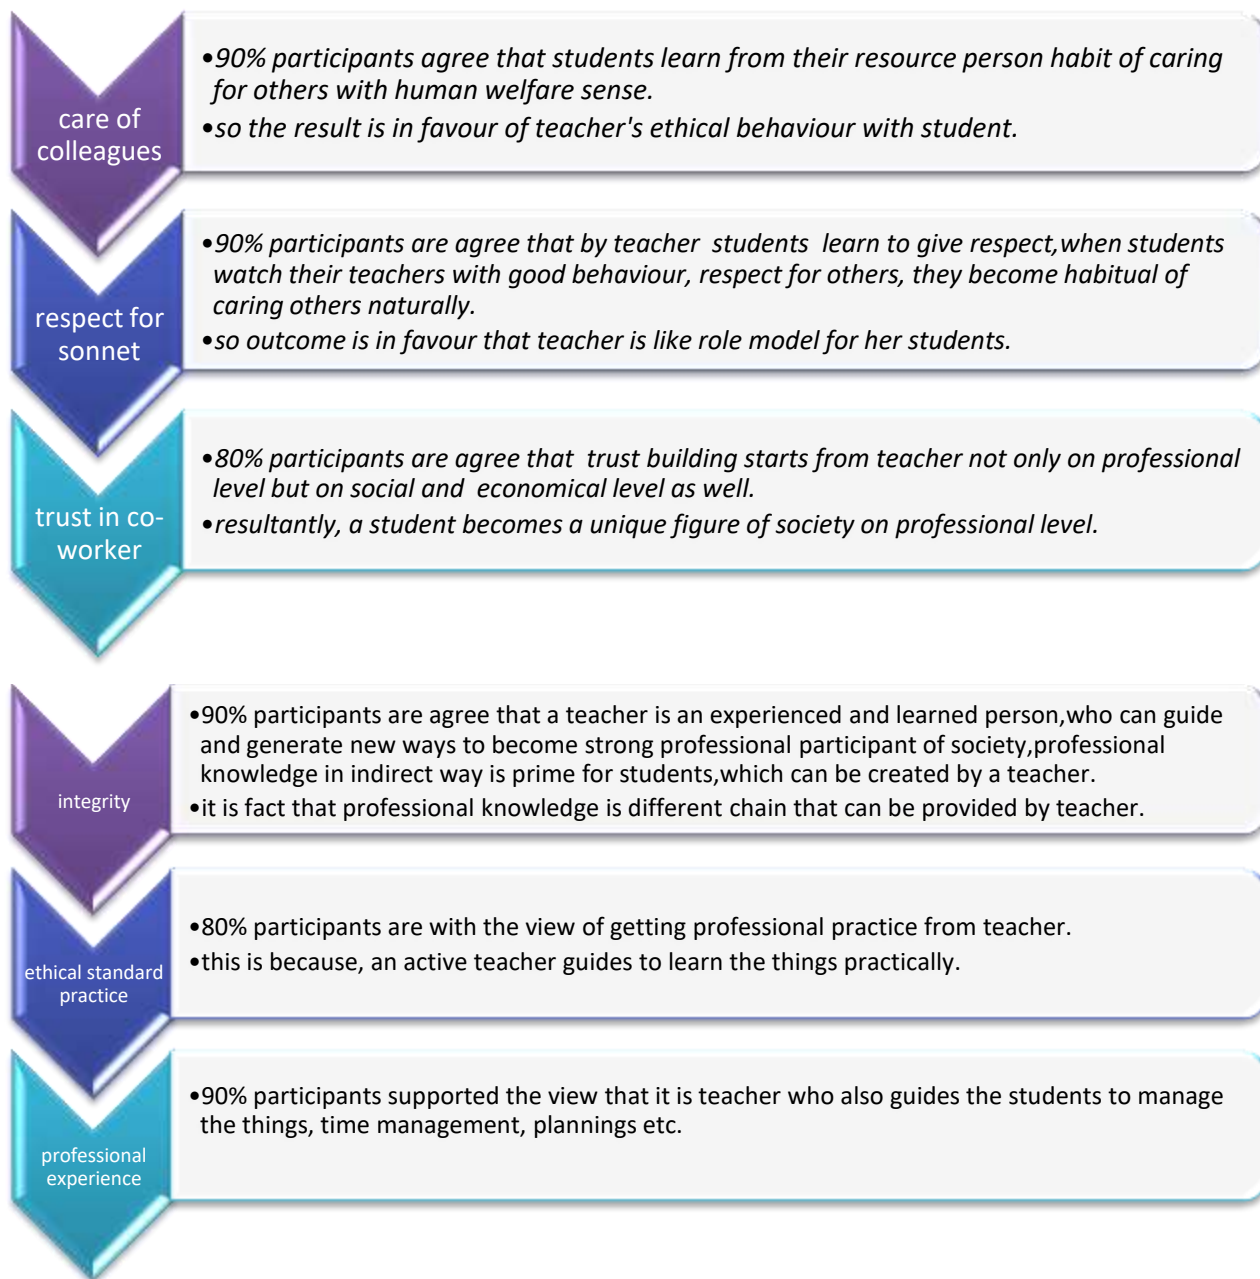 care of
colleagues
•90% participants agree that students learn from their resource person habit of caring
for others with human welfare sense.
•so the result is in favour of teacher's ethical behaviour with student.
respect for
sonnet
•90% participants are agree that by teacher  students  learn to give respect,when students
watch their teachers with good behaviour, respect for others, they become habitual of
caring others naturally.
•so outcome is in favour that teacher is like role model for her students.
trust in co-
worker
•80% participants are agree that  trust building starts from teacher not only on professional
level but on social and  economical level as well.
•resultantly, a student becomes a unique figure of society on professional level.
integrity
•90% participants are agree that a teacher is an experienced and learned person,who can guide
and generate new ways to become strong professional participant of society,professional
knowledge in indirect way is prime for students,which can be created by a teacher.
•it is fact that professional knowledge is different chain that can be provided by teacher.
ethical standard
practice
•80% participants are with the view of getting professional practice from teacher.
•this is because, an active teacher guides to learn the things practically.
professional
experience
•90% participants supported the view that it is teacher who also guides the students to manage
the things, time management, plannings etc.